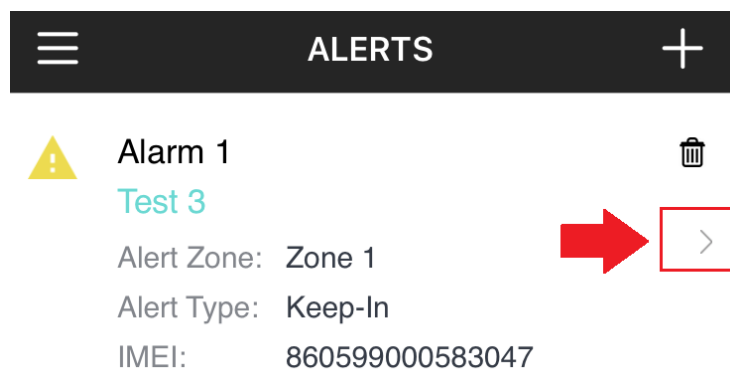 ALERTS
Alarm 1
Test 3
Alert Zone: Zone 1
Alert Type: Keep-In
IMEI: 860599000583047